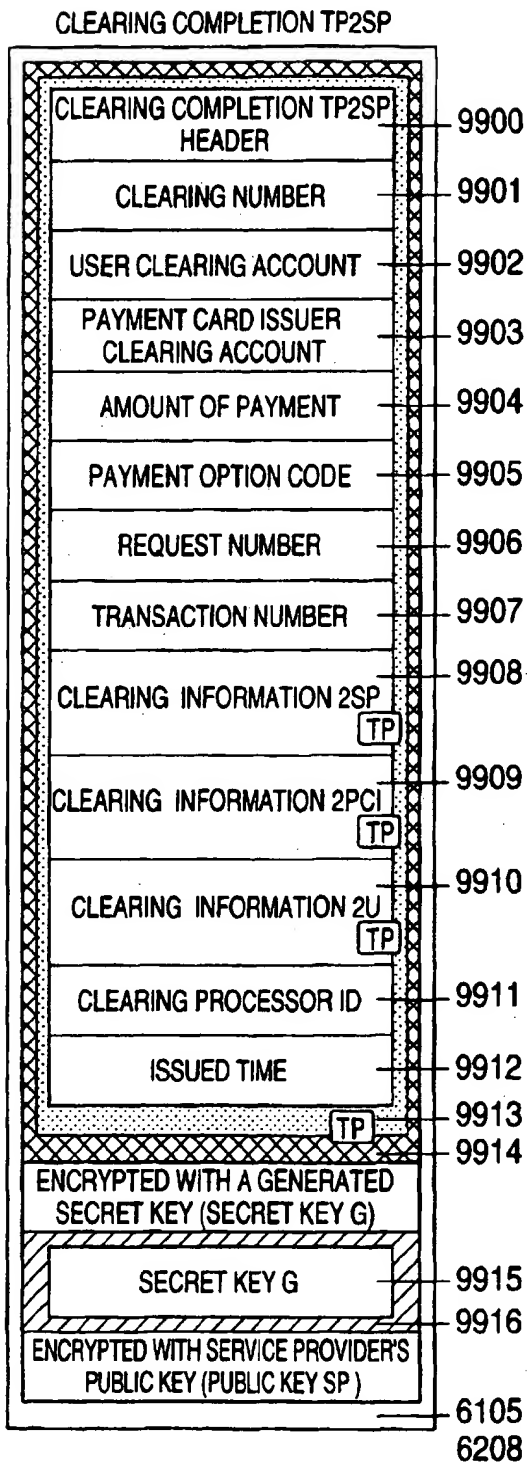 CLEARING COMPLETION TP2SP
CLEARING COMPLETION TP2SP
HEADER
9900
CLEARING NUMBER
9901
USER CLEARING ACCOUNT
9902
PAYMENT CARD ISSUER
CLEARING ACCOUNT
9903
AMOUNT OF PAYMENT
9904
PAYMENT OPTION CODE
9905
REQUEST NUMBER
9906
TRANSACTION NUMBER
9907
CLEARING INFORMATION 2SP
TP
9908
CLEARING INFORMATION 2PCI
TP
9909
CLEARING INFORMATION 2U
TP
9910
CLEARING PROCESSOR ID
9911
ISSUED TIME
9912
TP
9913
9914
ENCRYPTED WITH A GENERATED
SECRET KEY (SECRET KEY G)
SECRET KEY G
9915
9916
ENCRYPTED WITH SERVICE PROVIDER'S
PUBLIC KEY (PUBLIC KEY SP )
6105
6208